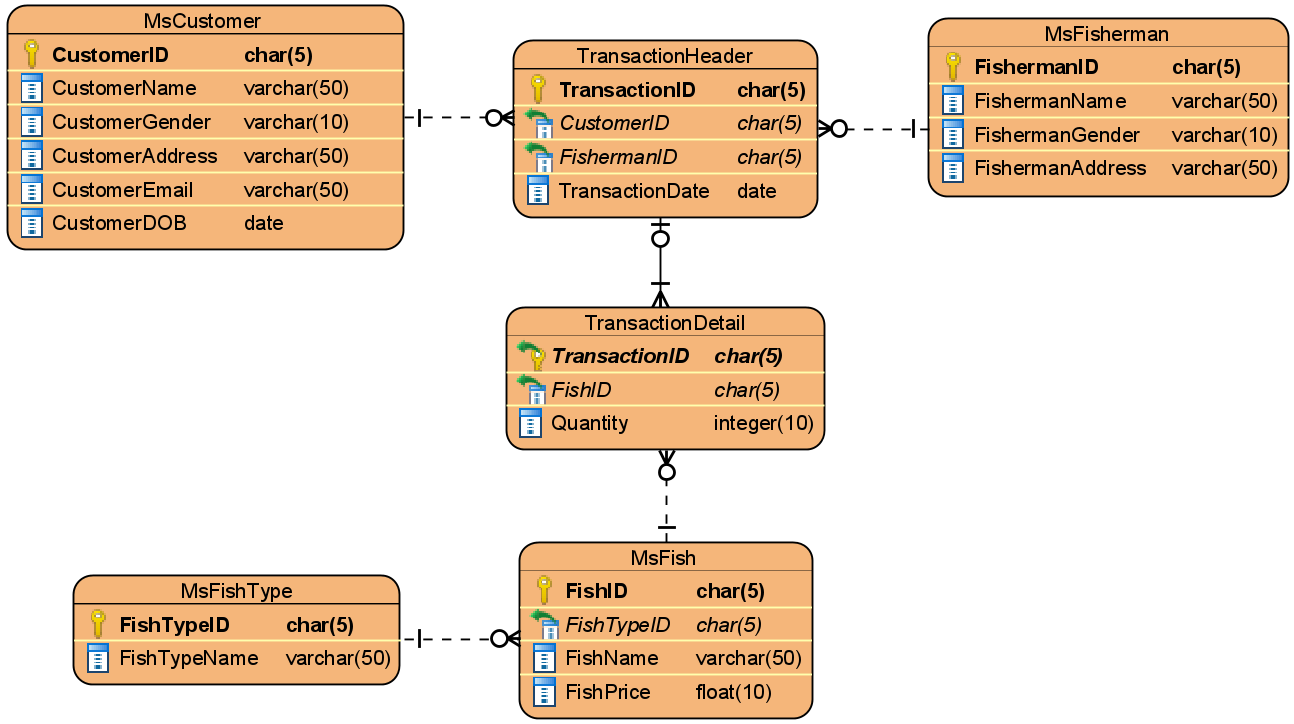 MsCustomer
CustomerID char(5)
CustomerName varchar(50)
CustomerGender varchar(10)
CustomerAddress varchar(50)
CustomerEmail varchar(50)
CustomerDOB date
TransactionHeader
TransactionID char(5)
CustomerID char(5)
FishermanID char(5)
TransactionDate date
MsFisherman
FishermanID char(5)
FishermanName varchar(50)
FishermanGender varchar(10)
FishermanAddress varchar(50)
TransactionDetail
TransactionID char(5)
FishID char(5)
Quantity integer(10)
MsFishType
FishTypeID char(5)
FishTypeName varchar(50)
MsFish
FishID char(5)
FishTypeID char(5)
FishName varchar(50)
FishPrice float(10)